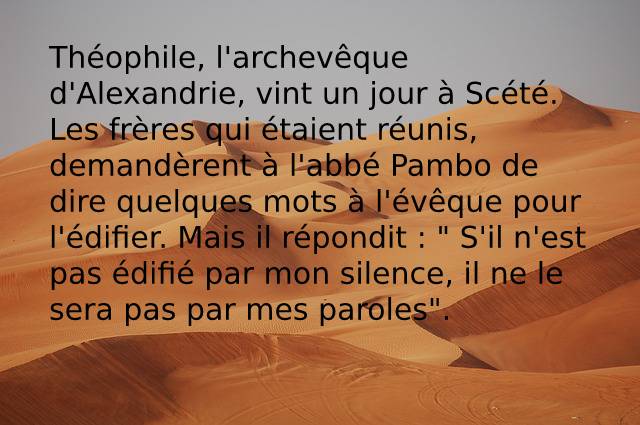 Théophile, l'archevêque
d'Alexandrie, vint un jour à Scété.
Les frères qui étaient réunis,
demandèrent à l'abbé Pambo de
dire quelques mots à l'évêque pour
l'édifier. Mais il répondit : " S'il n'est
pas édifié par mon silence, il ne le
sera pas par mes paroles".